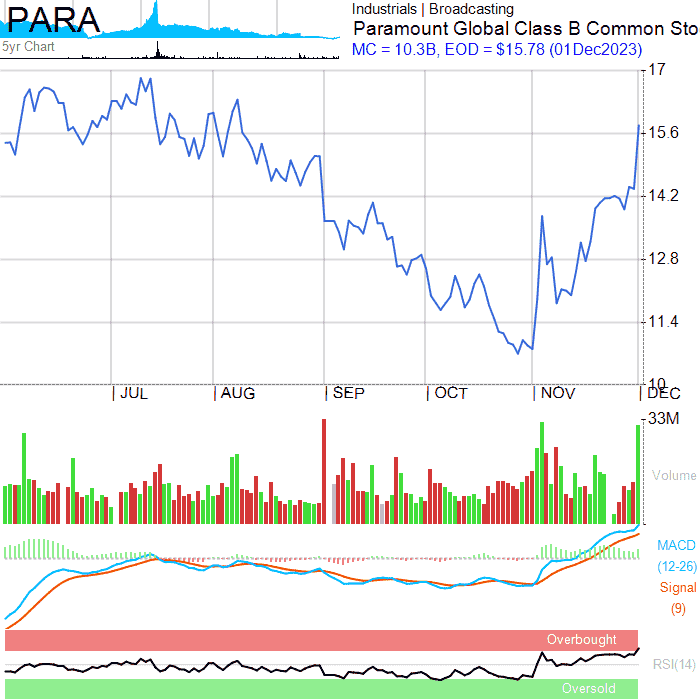 PARA
5yr Chart
Industrials | Broadcasting
Paramount Global Class B Common Sto
MC = 10.3B, EOD = $15.78 (01Dec2023)
17
15.6
14.2
12.8
11.4
10
JUL AUG SEP OCT NOV DEC
33M
Volume
MACD
(12-26)
Signal
(9)
Overbought
RSI(14)
Oversold